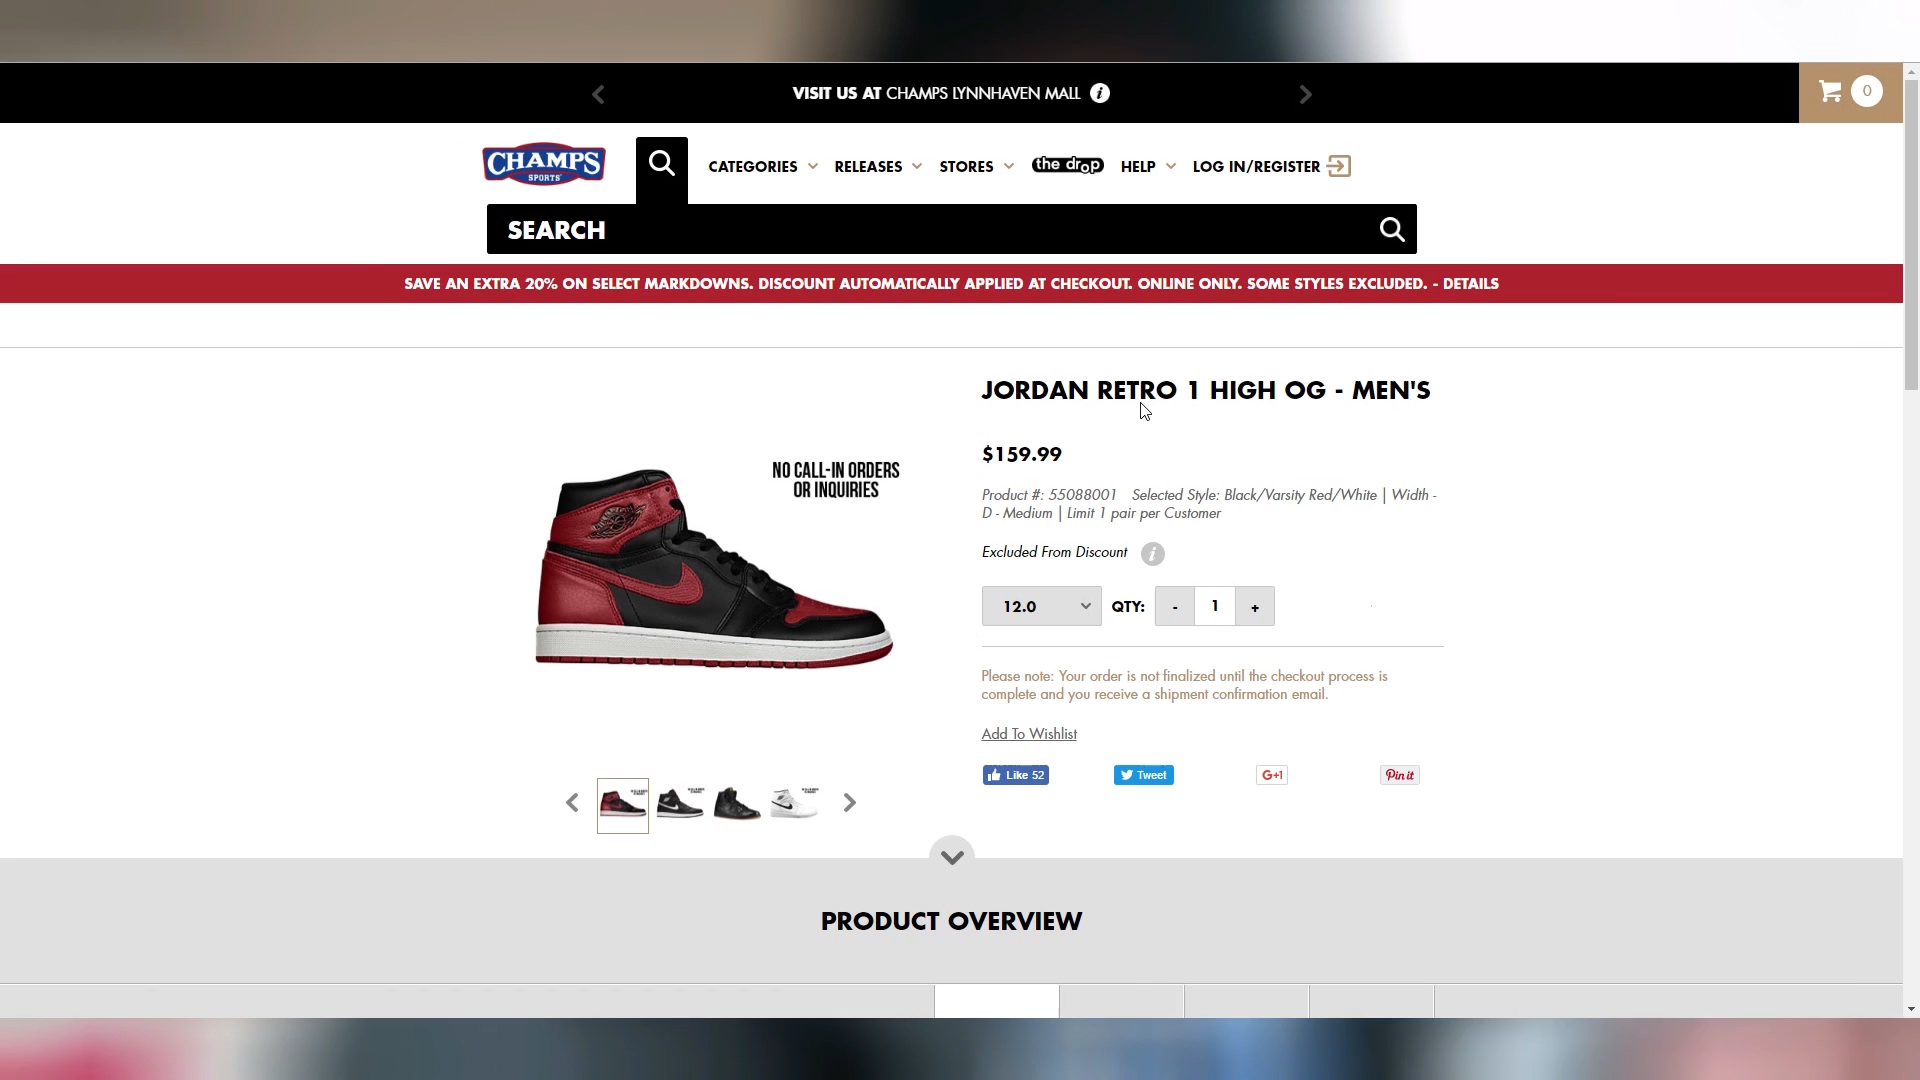 VISIT US AT CHAMPS LYNNHAVEN MALL i
0
CHAMPS
SPORTS
CATEGORIES
RELEASES
STORES
the drop
HELP
LOG IN/REGISTER
SEARCH
SAVE AN EXTRA 20% ON SELECT MARKDOWNS. DISCOUNT AUTOMATICALLY APPLIED AT CHECKOUT. ONLINE ONLY. SOME STYLES EXCLUDED. - DETAILS
JORDAN RETRO 1 HIGH OG - MEN'S
$159.99
NO CALL-IN ORDERS
OR INQUIRIES
Product #: 55088001 Selected Style: Black/Varsity Red/White | Width -
D - Medium | Limit 1 pair per Customer
Excluded From Discount i
12.0 QTY: - 1 +
Please note: Your order is not finalized until the checkout process is
complete and you receive a shipment confirmation email.
Add To Wishlist
Like 52
Tweet
G+1
Pin it
PRODUCT OVERVIEW